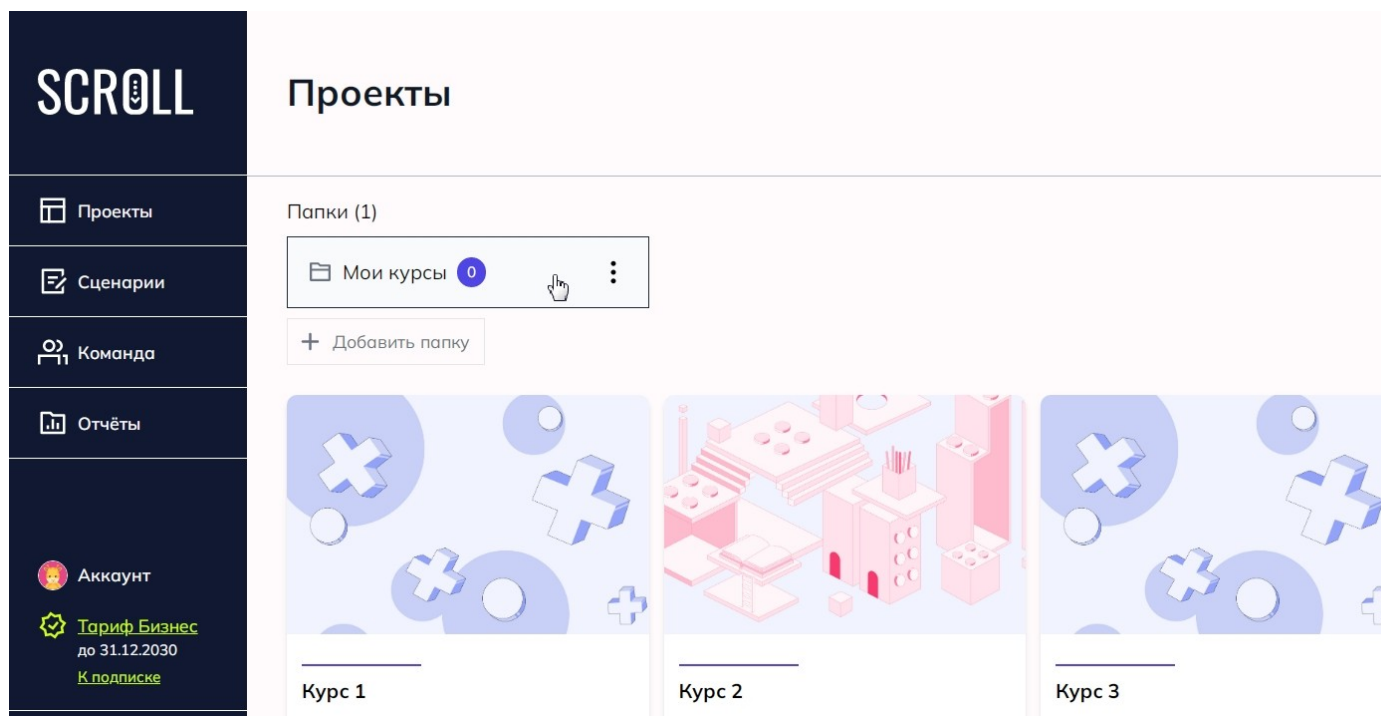 SCROLL
Проекты
Проекты
Сценарии
Команда
Отчёты
Аккаунт
Тариф Бизнес
до 31.12.2030
К подписке
Папки (1)
Мои курсы 0
+ Добавить папку
Курс 1
Курс 2
Курс 3